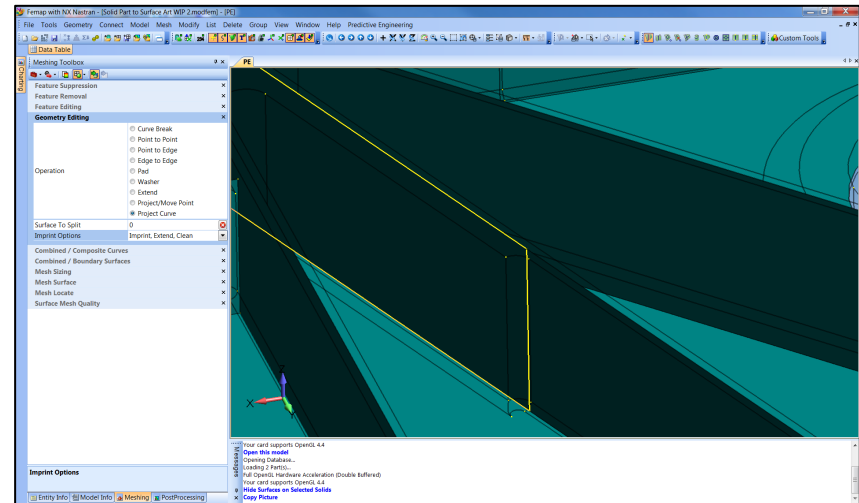 Femap with NX Nastran - [Solid Part to Surface Art WIP 2.modfem] - [PE]
File Tools Geometry Connect Model Mesh Modify List Delete Group View Window Help Predictive Engineering
Custom Tools
Data Table
Charting
Meshing Toolbox
PE
Feature Suppression
Feature Removal
Feature Editing
Geometry Editing
Operation
Curve Break
Point to Point
Point to Edge
Edge to Edge
Pad
Washer
Extend
Project/Move Point
Project Curve
Surface To Split 0
Imprint Options Imprint, Extend, Clean
Combined / Composite Curves
Combined / Boundary Surfaces
Mesh Sizing
Mesh Surface
Mesh Locate
Surface Mesh Quality
X
Imprint Options
Entity Info Model Info Meshing PostProcessing
Messages
Your card supports OpenGL 4.4
Open this model
Opening Database...
Loading 2 Part(s)...
Full OpenGL Hardware Acceleration (Double Buffered)
Your card supports OpenGL 4.4
Hide Surfaces on Selected Solids
Copy Picture